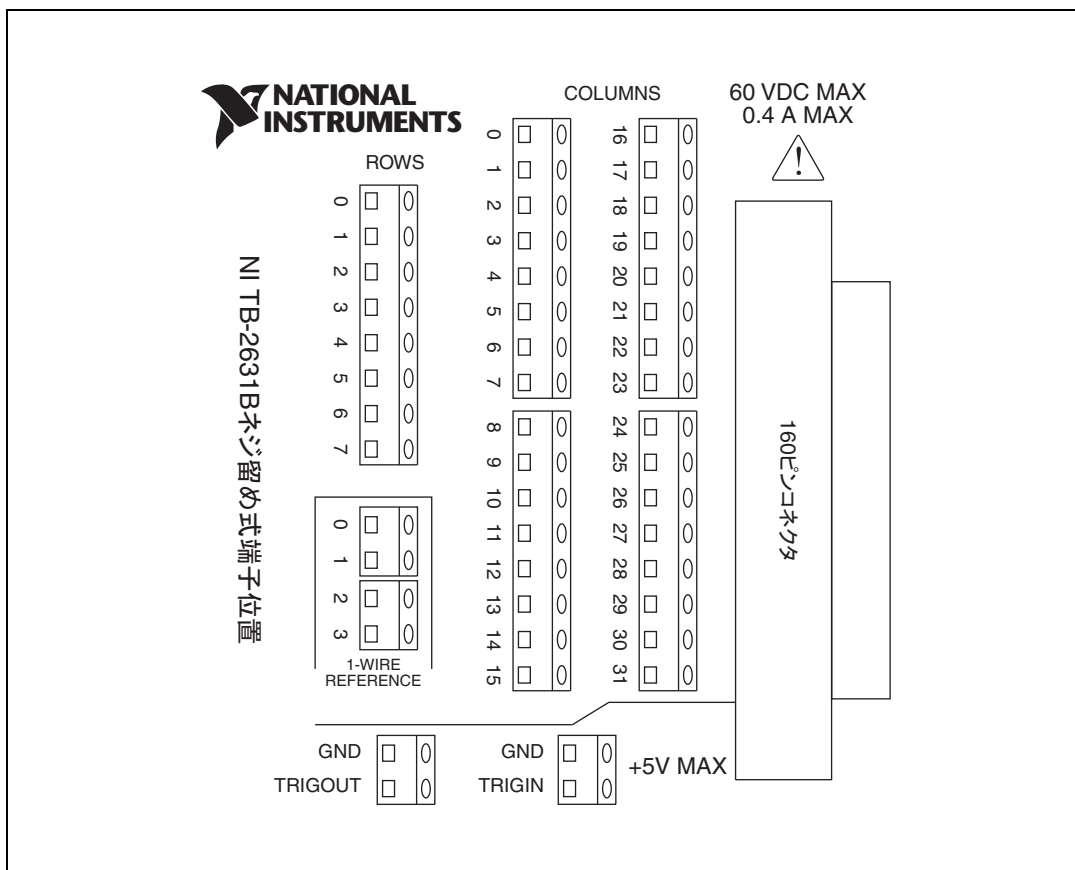 NATIONAL
INSTRUMENTS
COLUMNS
60 VDC MAX
0.4 A MAX
ROWS
0
1
2
3
4
5
6
7
0
1
2
3
1-WIRE
REFERENCE
0
1
2
3
4
5
6
7
8
9
10
11
12
13
14
15
16
17
18
19
20
21
22
23
24
25
26
27
28
29
30
31
NI TB-2631Bネジ留め式端子位置
160ピンコネクタ
GND
TRIGOUT
GND
TRIGIN
+5V MAX